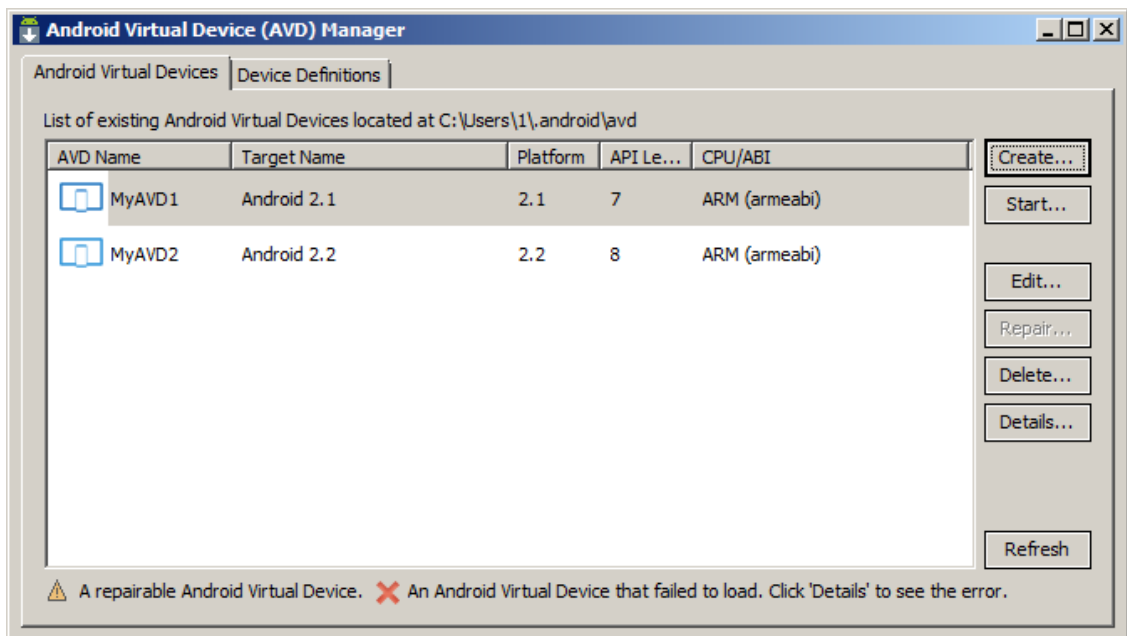 Android Virtual Device (AVD) Manager
Android Virtual Devices Device Definitions
List of existing Android Virtual Devices located at C:\Users\1\.android\avd
AVD Name Target Name Platform API Le... CPU/ABI
MyAVD1 Android 2.1 2.1 7 ARM (armeabi)
MyAVD2 Android 2.2 2.2 8 ARM (armeabi)
Create...
Start...
Edit...
Repair...
Delete...
Details...
Refresh
A repairable Android Virtual Device. An Android Virtual Device that failed to load. Click 'Details' to see the error.